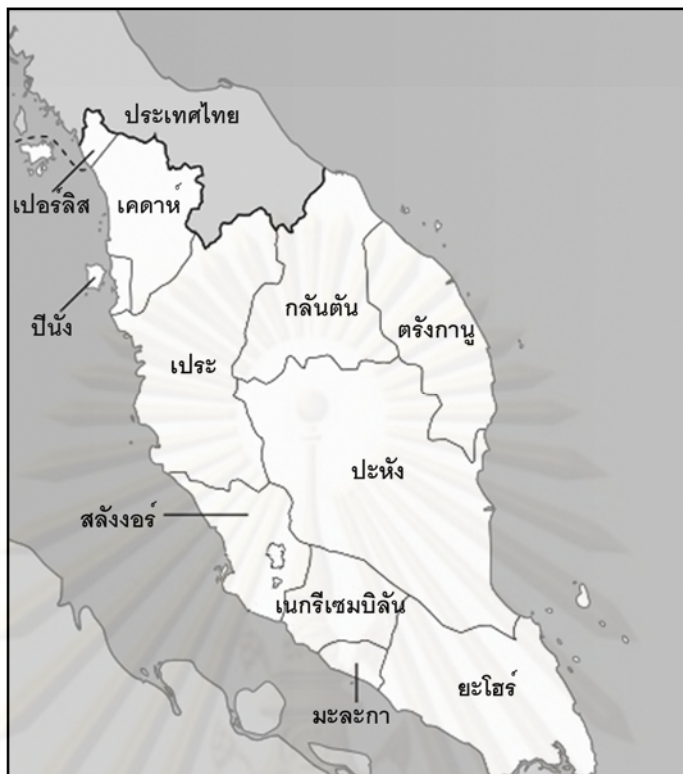 ประเทศไทย
เปอร์ลิส
เคดาห์
ปีนัง
กลันตัน
ตรังกานู
เประ
ปะหัง
สลังงอร์
เนกรีเซมบิลัน
ยะโฮร์
มะละกา